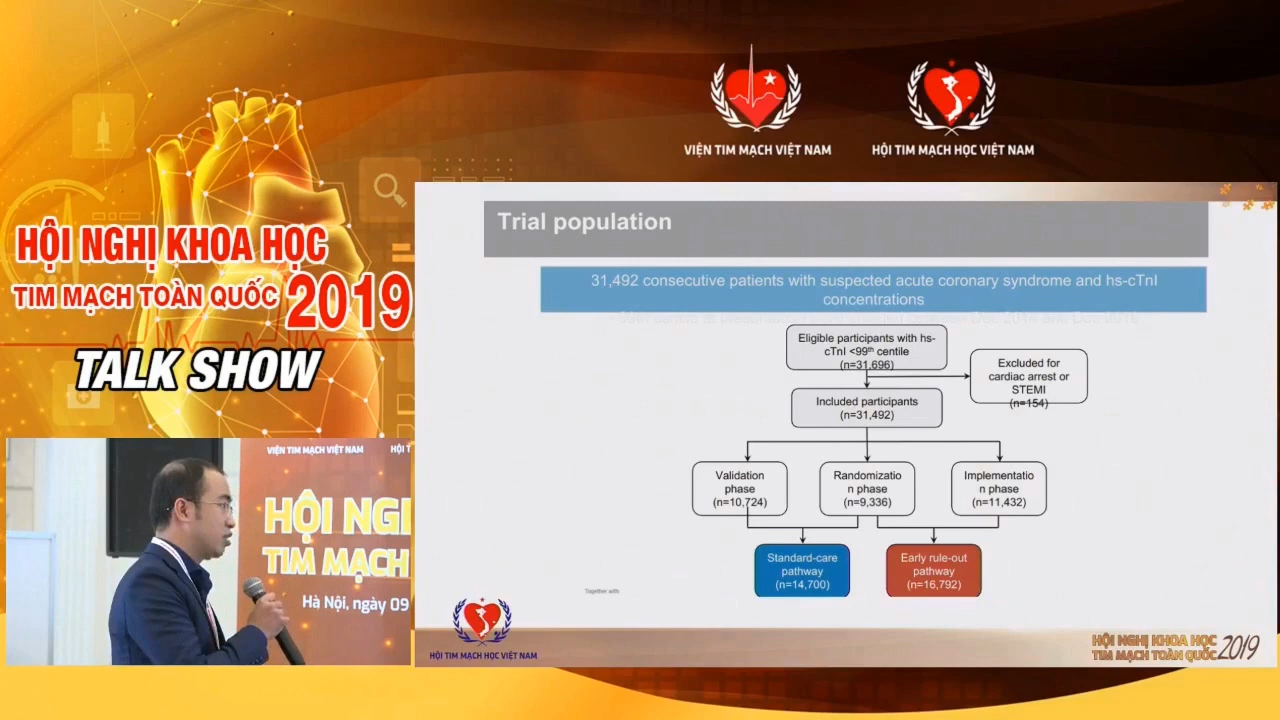 VIỆN TIM MẠCH VIỆT NAM
HỘI TIM MẠCH HỌC VIỆT NAM
HỘI NGHỊ KHOA HỌC
TIM MẠCH TOÀN QUỐC 2019
TALK SHOW
Trial population
31,492 consecutive patients with suspected acute coronary syndrome and hs-cTnI
concentrations
Eligible participants with hs-
cTnI <99th centile
(n=31,696)
Excluded for
cardiac arrest or
STEMI
(n=154)
Included participants
(n=31,492)
Validation
phase
(n=10,724)
Randomizatio
n phase
(n=9,336)
Implementatio
n phase
(n=11,432)
Standard-care
pathway
(n=14,700)
Early rule-out
pathway
(n=16,792)
Together with
HỘI TIM MẠCH HỌC VIỆT NAM
HỘI NGHỊ KHOA HỌC
TIM MẠCH TOÀN QUỐC 2019
VIỆN TIM MẠCH VIỆT NAM
HỘI T
HỘI NGH
TIM MẠCH
Hà Nội, ngày 09